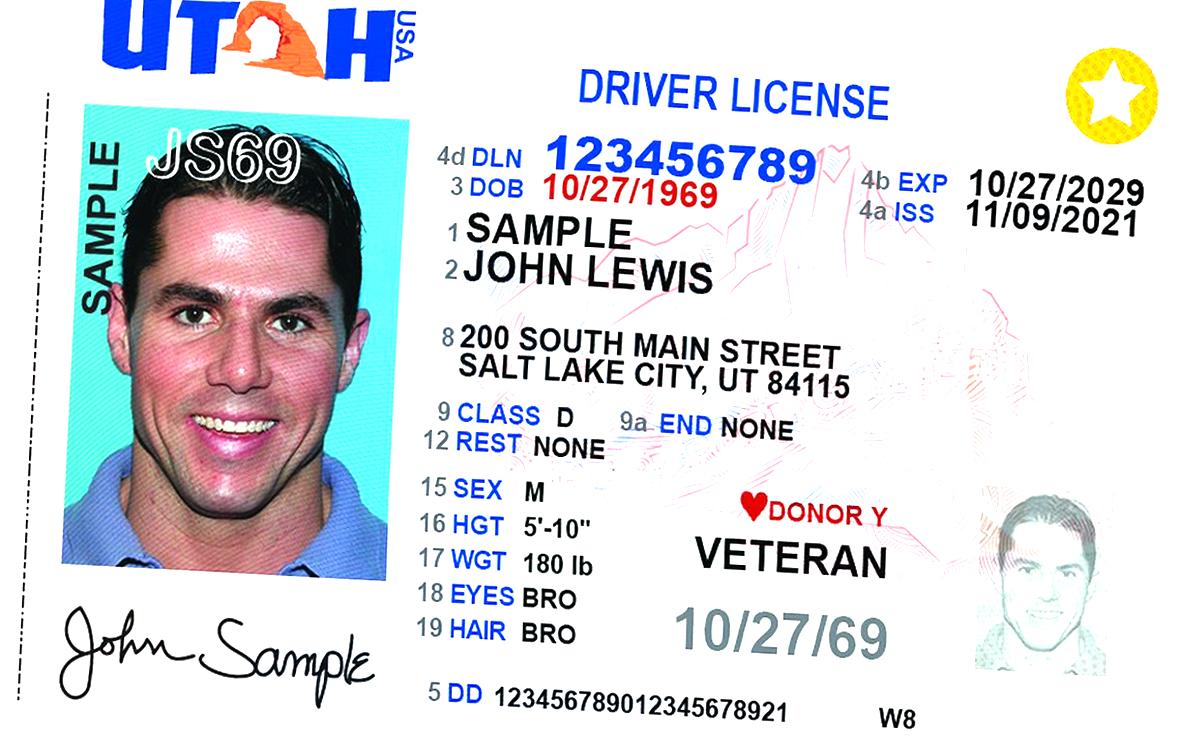 UTAH USA
DRIVER LICENSE
SAMPLE
JS69
4d DLN 123456789
3 DOB 10/27/1969
4b EXP 10/27/2029
4a ISS 11/09/2021
1 SAMPLE
2 JOHN LEWIS
8 200 SOUTH MAIN STREET
SALT LAKE CITY, UT 84115
9 CLASS D 9a END NONE
12 REST NONE
15 SEX M
16 HGT 5'-10"
17 WGT 180 lb
18 EYES BRO
19 HAIR BRO
DONOR Y
VETERAN
10/27/69
John Sample
5 DD 123456789012345678921 W8